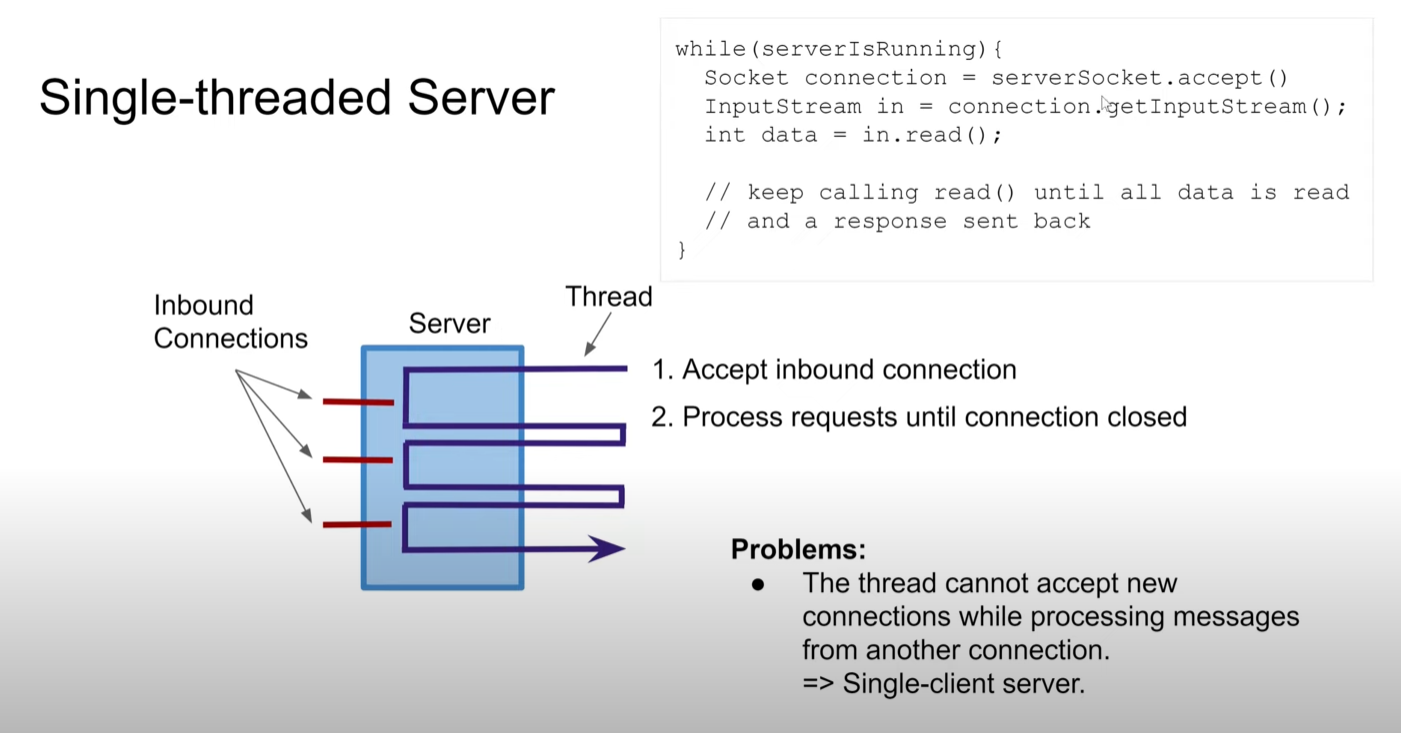 Single-threaded Server
while(serverIsRunning){
Socket connection = serverSocket.accept()
InputStream in = connection.getInputStream();
int data = in.read();
// keep calling read() until all data is read
// and a response sent back
}
Inbound
Connections
Server
Thread
1. Accept inbound connection
2. Process requests until connection closed
Problems:
● The thread cannot accept new
connections while processing messages
from another connection.
=> Single-client server.